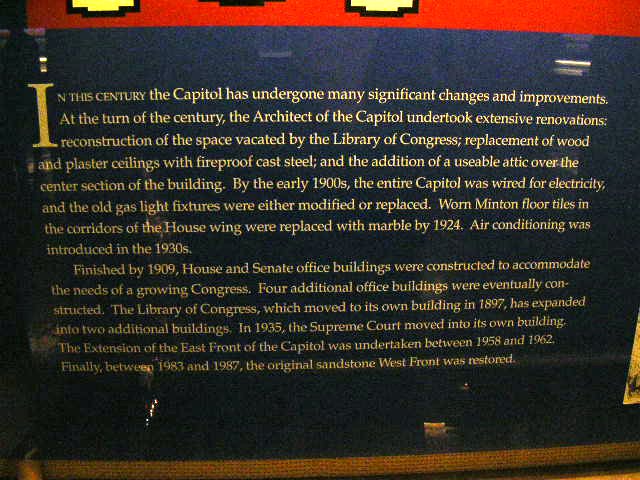 IN THIS CENTURY the Capitol has undergone many significant changes and improvements.
At the turn of the century, the Architect of the Capitol undertook extensive renovations:
reconstruction of the space vacated by the Library of Congress; replacement of wood
and plaster ceilings with fireproof cast steel; and the addition of a useable attic over the
center section of the building. By the early 1900s, the entire Capitol was wired for electricity,
and the old gas light fixtures were either modified or replaced. Worn Minton floor tiles in
the corridors of the House wing were replaced with marble by 1924. Air conditioning was
introduced in the 1930s.
Finished by 1909, House and Senate office buildings were constructed to accommodate
the needs of a growing Congress. Four additional office buildings were eventually con-
structed. The Library of Congress, which moved to its own building in 1897, has expanded
into two additional buildings. In 1935, the Supreme Court moved into its own building.
The Extension of the East Front of the Capitol was undertaken between 1958 and 1962.
Finally, between 1983 and 1987, the original sandstone West Front was restored.